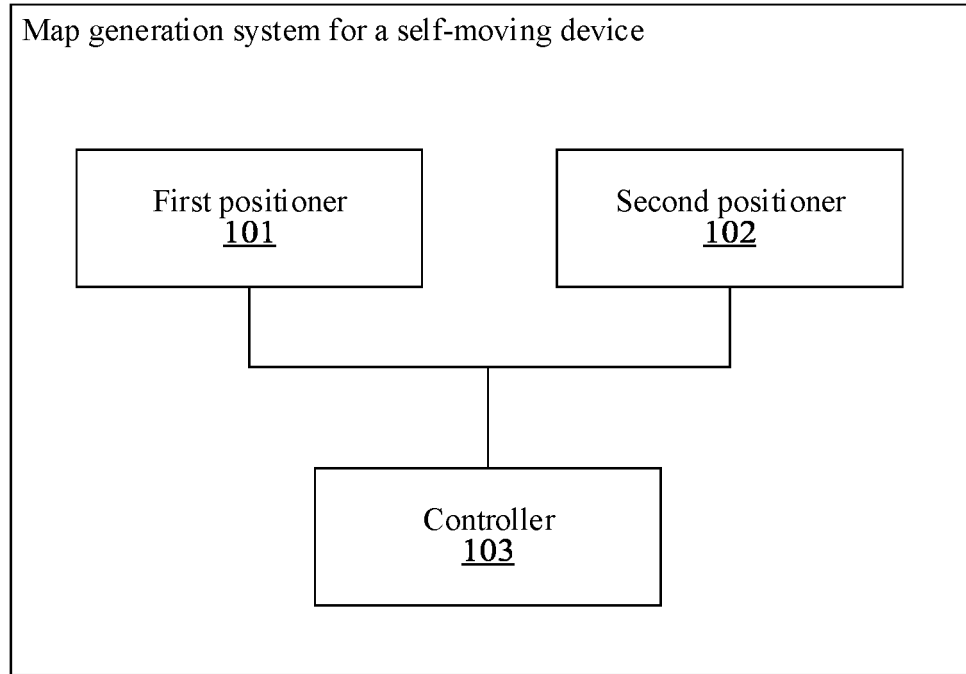 Map generation system for a self-moving device
First positioner
101
Second positioner
102
Controller
103